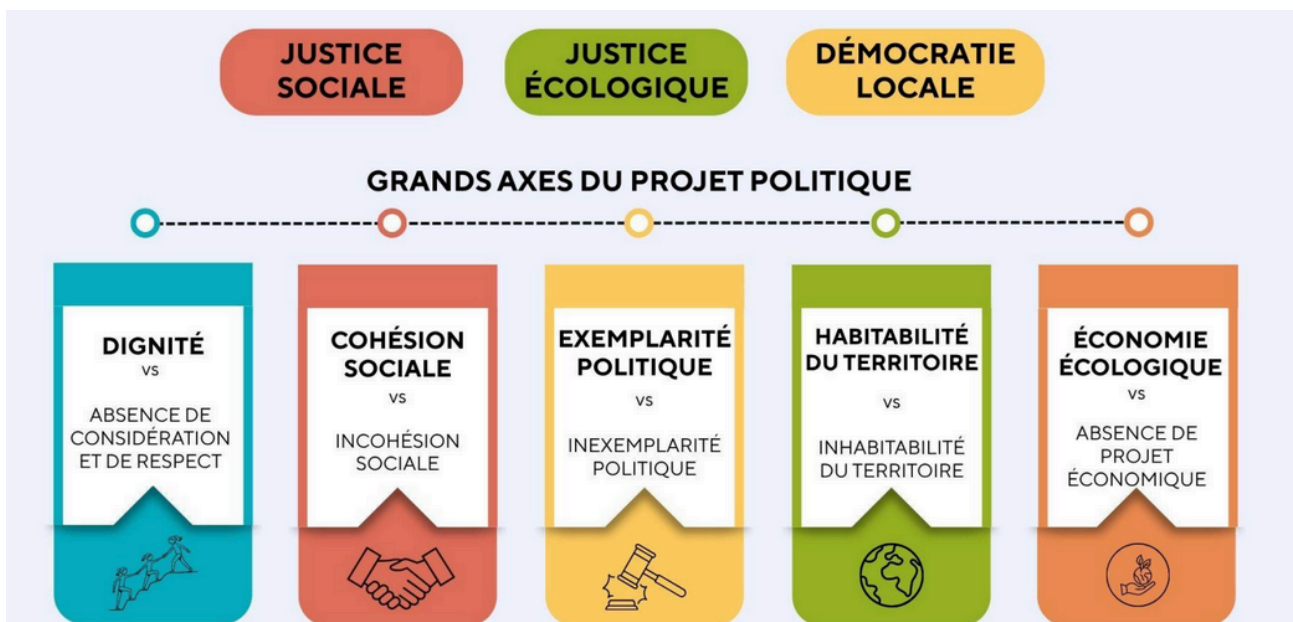 JUSTICE
SOCIALE
JUSTICE
ÉCOLOGIQUE
DÉMOCRATIE
LOCALE
GRANDS AXES DU PROJET POLITIQUE
DIGNITÉ
vs
ABSENCE DE
CONSIDÉRATION
ET DE RESPECT
COHÉSION
SOCIALE
vs
INCOHÉSION
SOCIALE
EXEMPLARITÉ
POLITIQUE
vs
INEXEMPLARITÉ
POLITIQUE
HABITABILITÉ
DU TERRITOIRE
vs
INHABITABILITÉ
DU TERRITOIRE
ÉCONOMIE
ÉCOLOGIQUE
vs
ABSENCE DE
PROJET
ÉCONOMIQUE